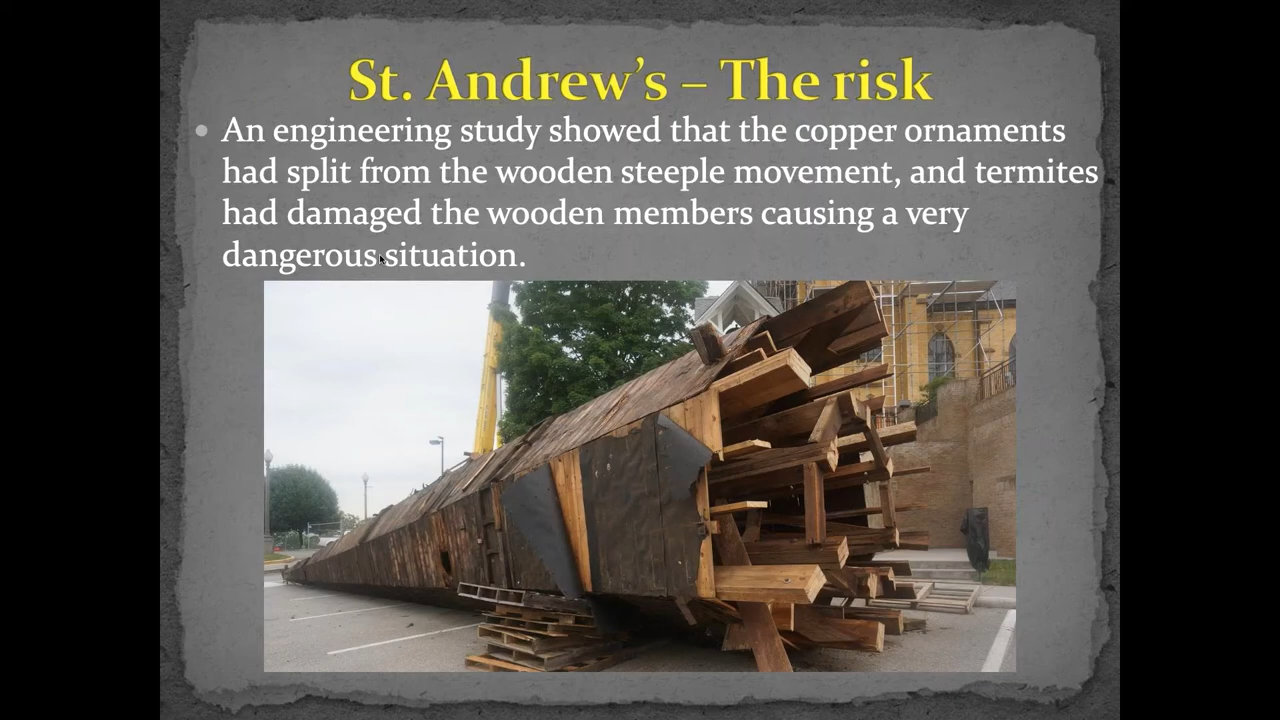 St. Andrew’s – The risk
An engineering study showed that the copper ornaments
had split from the wooden steeple movement, and termites
had damaged the wooden members causing a very
dangerous situation.